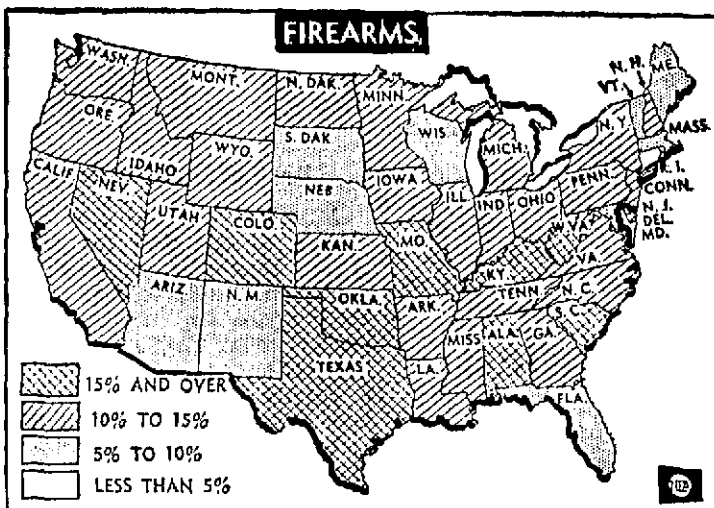 FIREARMS
WASH.
MONT.
N. DAK.
MINN.
N. H.
VT.
ME.
ORE.
IDAHO
WYO.
S. DAK
WIS
MICH.
N. Y.
MASS.
R. I.
CONN.
N. J.
DEL.
MD.
CALIF
NEV.
UTAH
COLO.
NEB
IOWA
ILL
IND
OHIO
PENN.
W. VA.
VA.
KAN.
MO.
KY.
ARIZ
N. M.
OKLA.
ARK.
TENN.
N. C.
S. C.
TEXAS
LA.
MISS
ALA.
GA.
FLA.
15% AND OVER
10% TO 15%
5% TO 10%
LESS THAN 5%